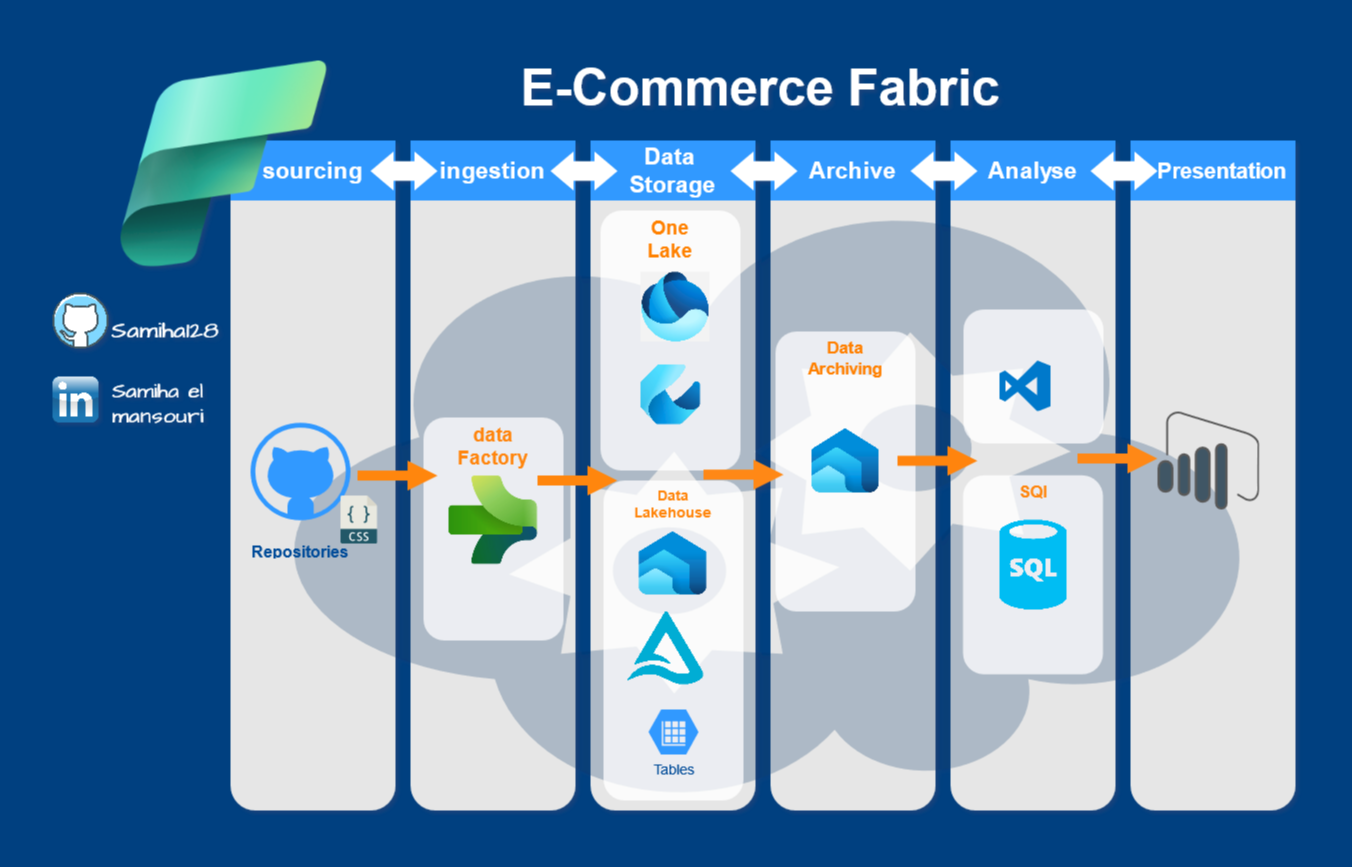 E-Commerce Fabric
sourcing
ingestion
Data
Storage
Archive
Analyse
Presentation
Samiha128
Samiha el
mansouri
in
Repositories
{ }
CSS
data
Factory
One
Lake
Data
Lakehouse
Tables
Data
Archiving
SQl
SQL